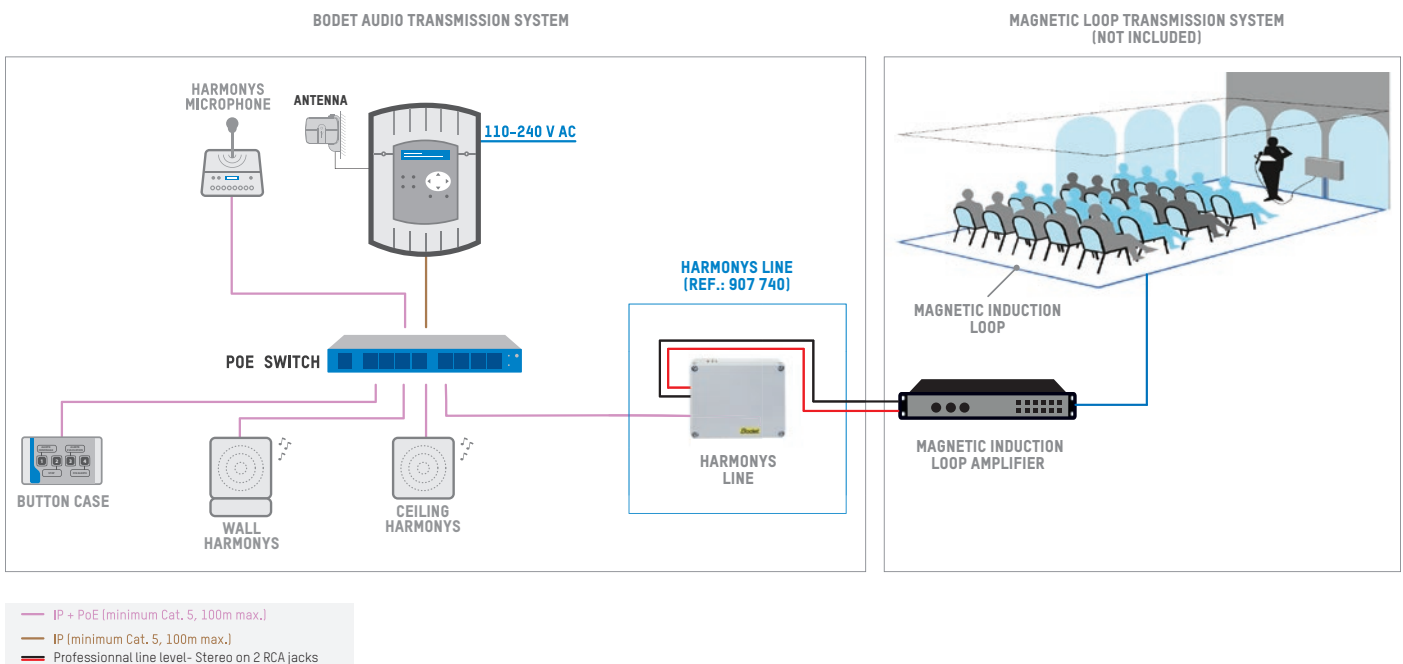 BODET AUDIO TRANSMISSION SYSTEM
MAGNETIC LOOP TRANSMISSION SYSTEM
(NOT INCLUDED)
HARMONYS
MICROPHONE
ANTENNA
110-240 V AC
HARMONYS LINE
(REF.: 907 740)
MAGNETIC INDUCTION
LOOP
POE SWITCH
Bodet
HARMONYS
LINE
MAGNETIC INDUCTION
LOOP AMPLIFIER
BUTTON CASE
WALL
HARMONYS
CEILING
HARMONYS
IP + PoE (minimum Cat. 5, 100m max.)
IP (minimum Cat. 5, 100m max.)
Professionnal line level- Stereo on 2 RCA jacks